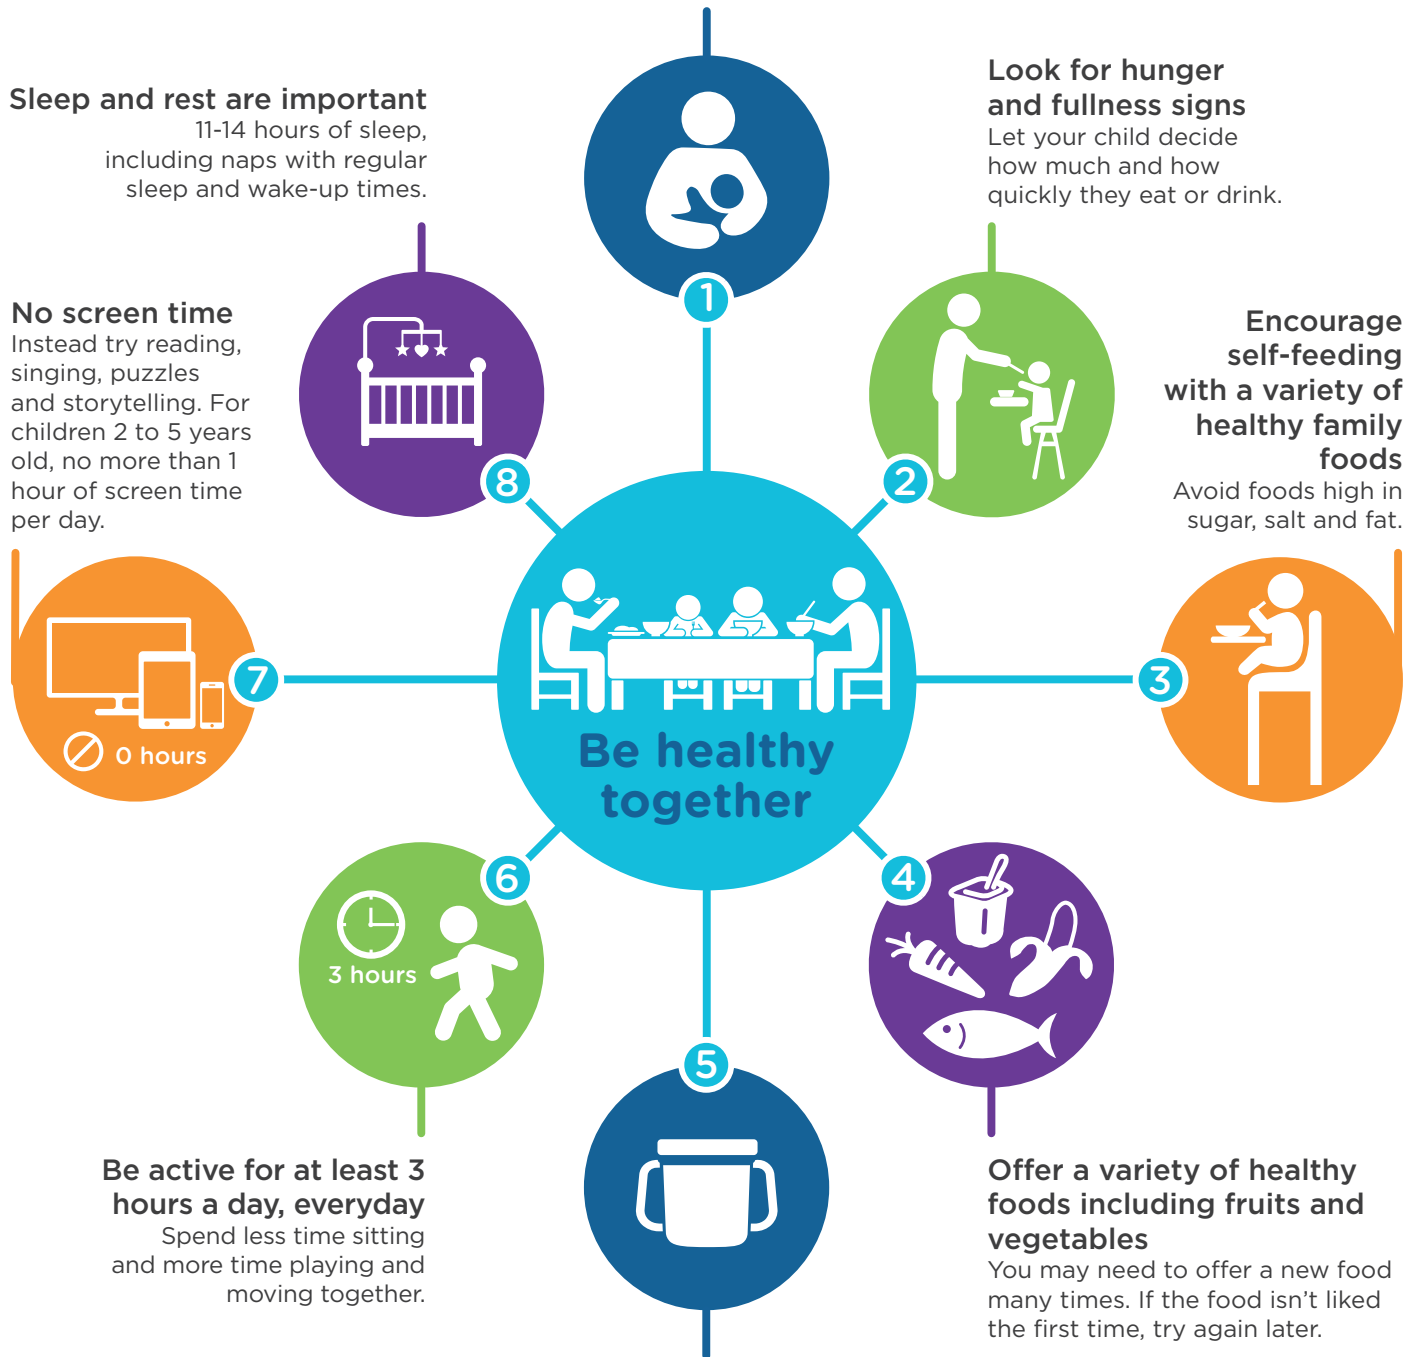 Sleep and rest are important
11-14 hours of sleep,
including naps with regular
sleep and wake-up times.
Look for hunger
and fullness signs
Let your child decide
how much and how
quickly they eat or drink.
No screen time
Instead try reading,
singing, puzzles
and storytelling. For
children 2 to 5 years
old, no more than 1
hour of screen time
per day.
Encourage
self-feeding
with a variety of
healthy family
foods
Avoid foods high in
sugar, salt and fat.
1
2
3
4
5
6
7
8
0 hours
Be healthy
together
3 hours
Be active for at least 3
hours a day, everyday
Spend less time sitting
and more time playing and
moving together.
Offer a variety of healthy
foods including fruits and
vegetables
You may need to offer a new food
many times. If the food isn't liked
the first time, try again later.